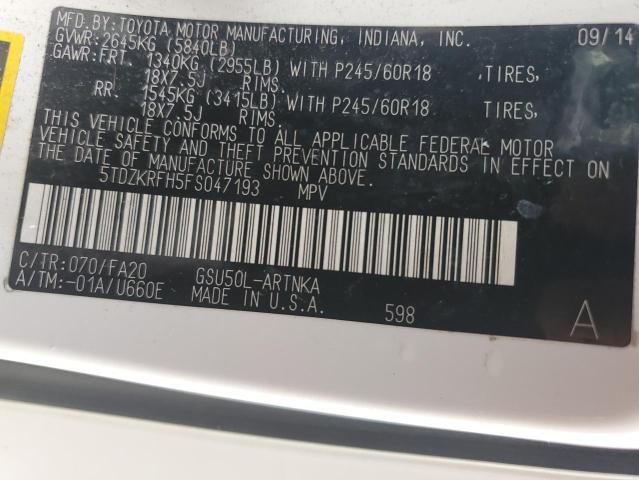 MFD.BY:TOYOTA MOTOR MANUFACTURING, INDIANA, INC. 09/14
GVWR:2645KG (5840LB)
GAWR:FRT. 1340KG (2955LB) WITH P245/60R18 TIRES,
18X7.5J RIMS.
RR. 1545KG (3415LB) WITH P245/60R18 TIRES,
18X7.5J RIMS.
THIS VEHICLE CONFORMS TO ALL APPLICABLE FEDERAL MOTOR
VEHICLE SAFETY AND THEFT PREVENTION STANDARDS IN EFFECT ON
THE DATE OF MANUFACTURE SHOWN ABOVE.
5TDZKRFH5FS047193 MPV
C/TR:070/FA20 GSU50L-ARTNKA
A/TM:-01A/U660E MADE IN U.S.A. 598 A